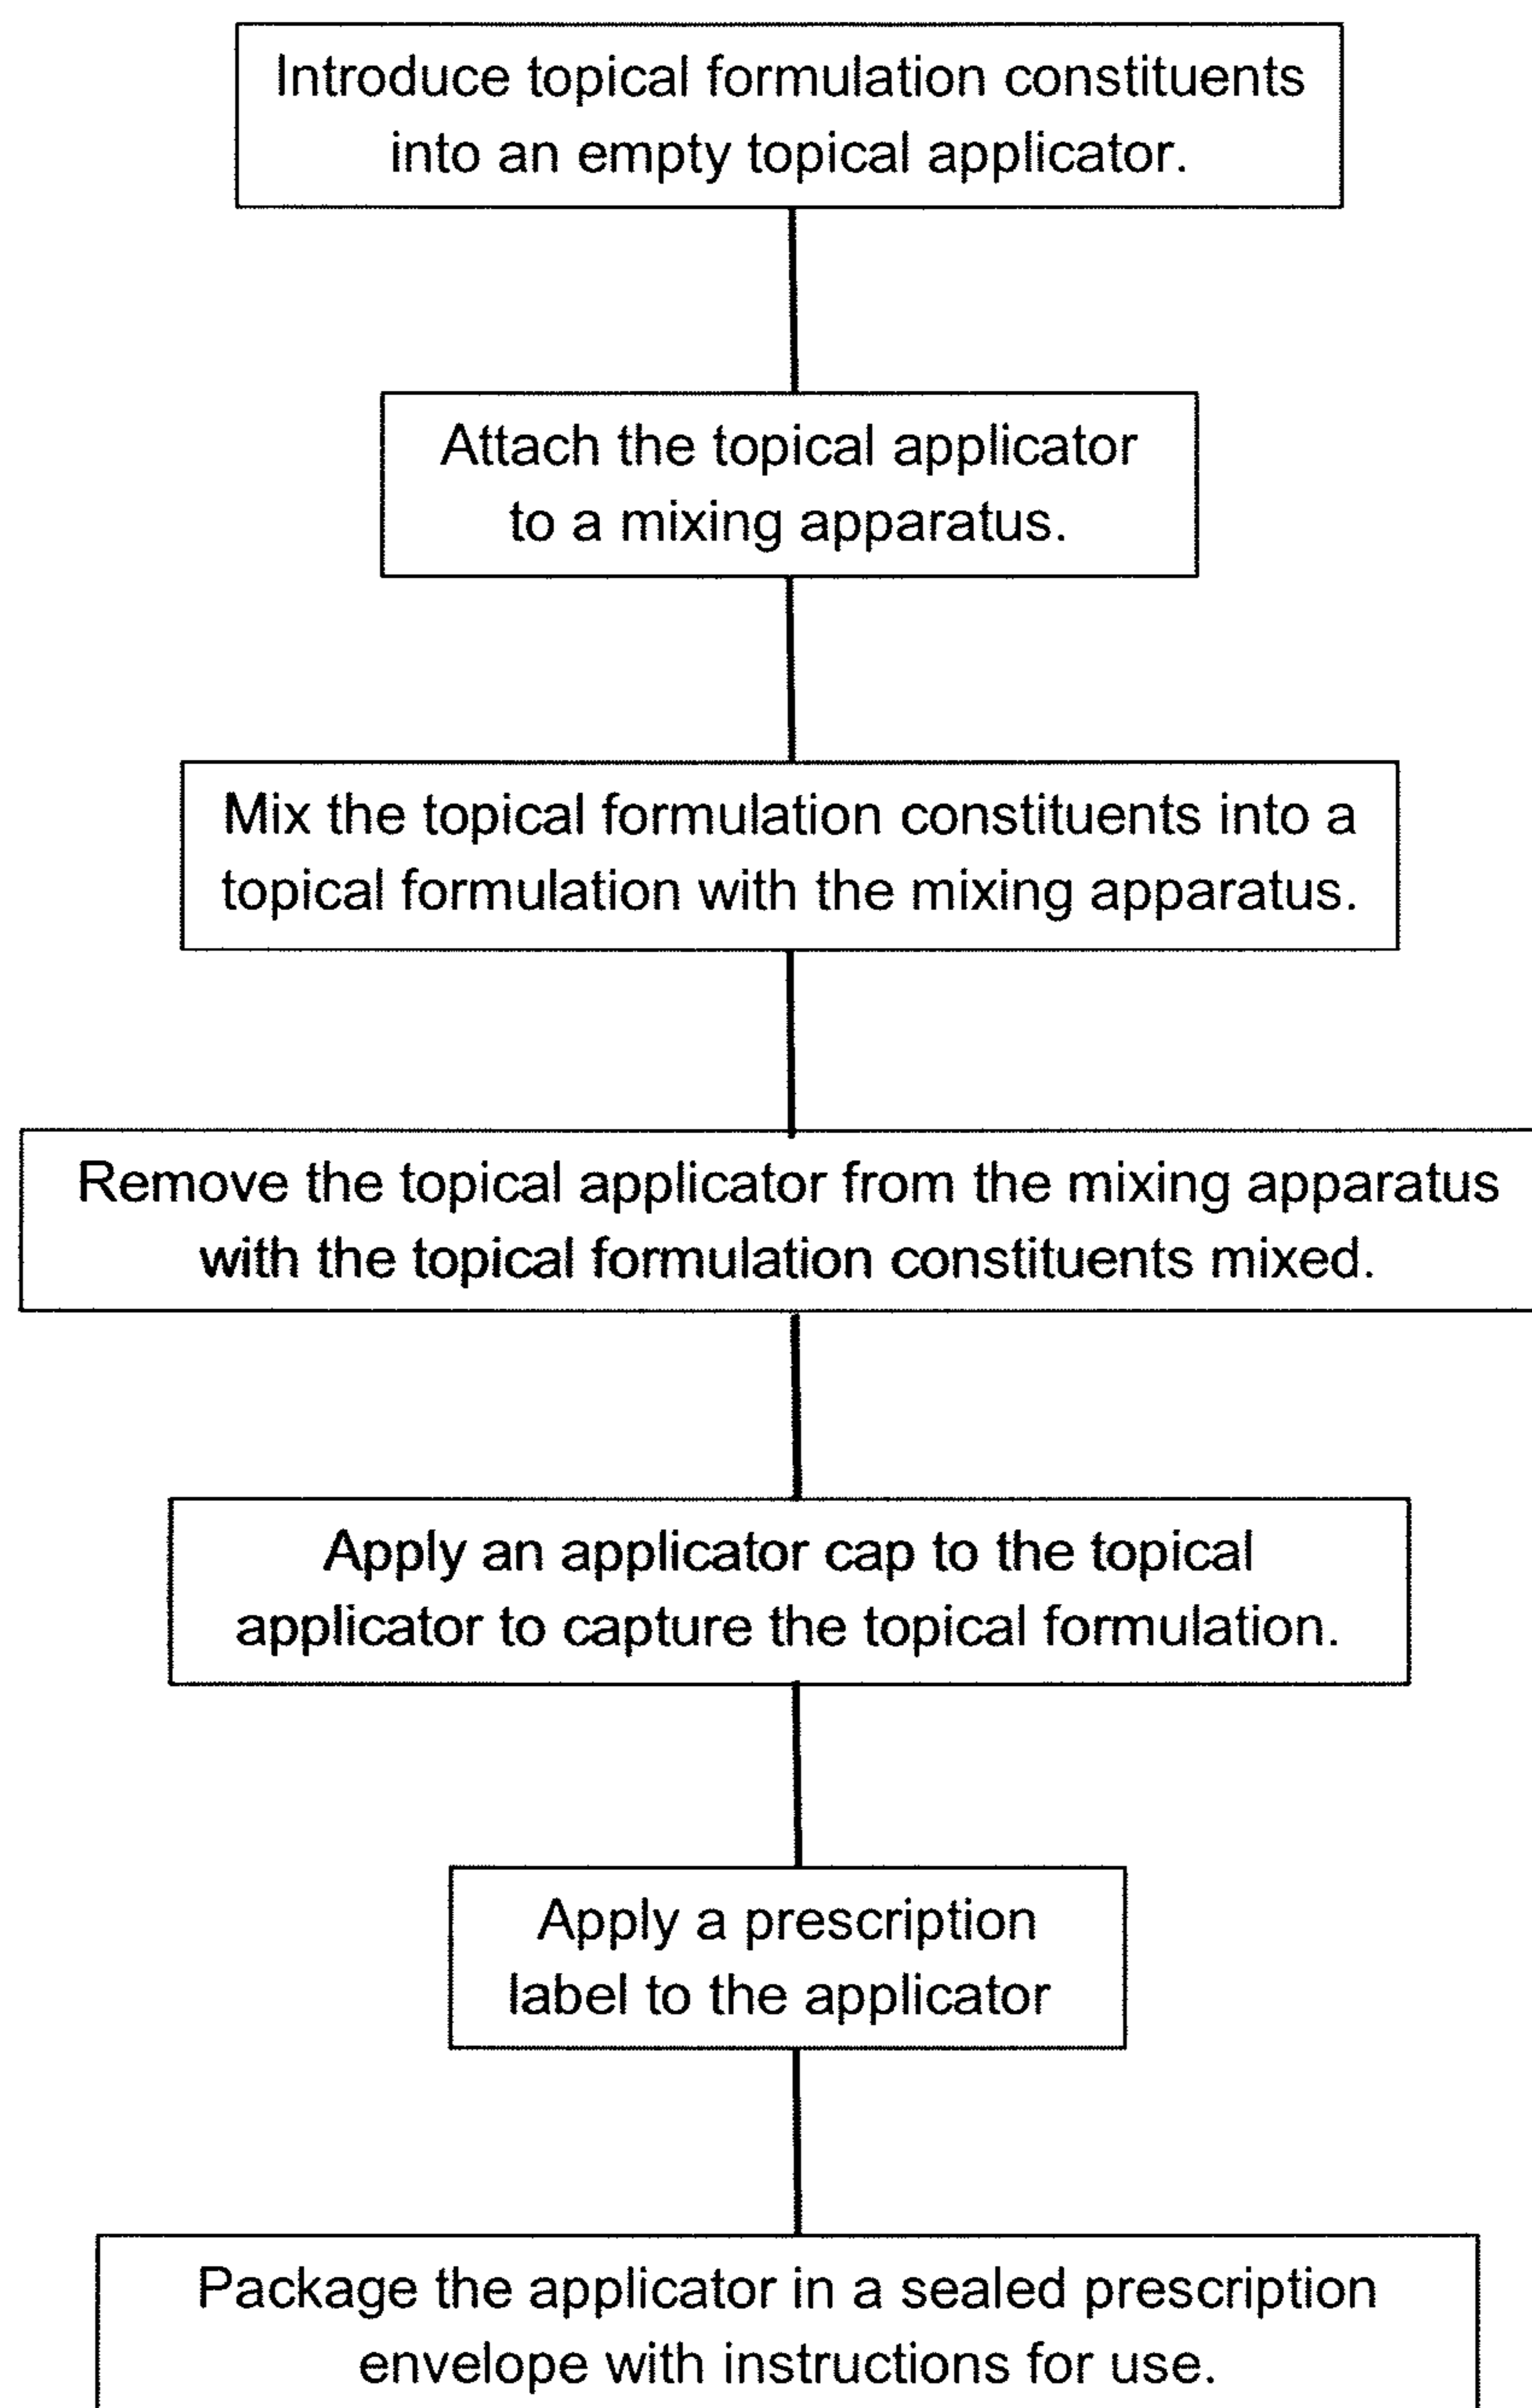 Introduce topical formulation constituents
into an empty topical applicator.
Attach the topical applicator
to a mixing apparatus.
Mix the topical formulation constituents into a
topical formulation with the mixing apparatus.
Remove the topical applicator from the mixing apparatus
with the topical formulation constituents mixed.
Apply an applicator cap to the topical
applicator to capture the topical formulation.
Apply a prescription
label to the applicator
Package the applicator in a sealed prescription
envelope with instructions for use.